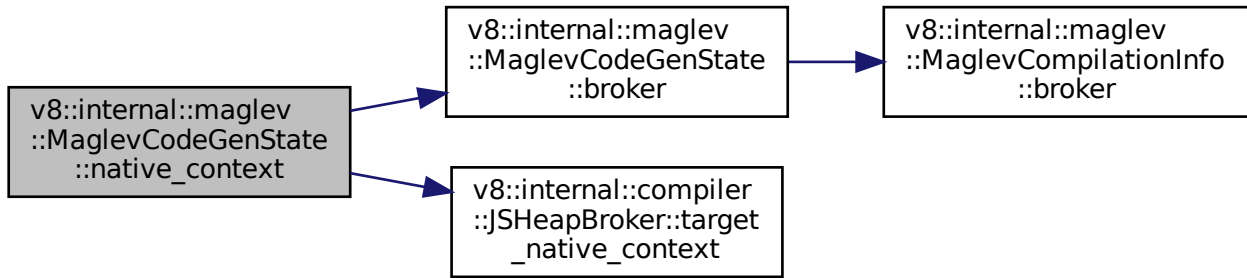 v8::internal::maglev
::MaglevCodeGenState
::native_context
v8::internal::maglev
::MaglevCodeGenState
::broker
v8::internal::maglev
::MaglevCompilationInfo
::broker
v8::internal::compiler
::JSHeapBroker::target
_native_context